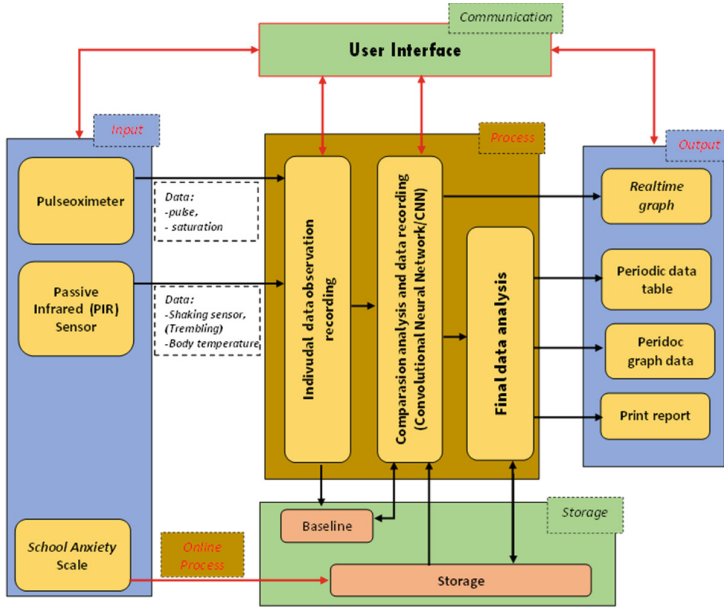 Communication
User Interface
Input
Process
Output
Pulseoximeter
Data:
-pulse,
- saturation
Passive
Infrared (PIR)
Sensor
Data:
-Shaking sensor,
(Trembling)
-Body temperature
Indivudal data observation
recording
Comparasion analysis and data recording
(Convolutional Neural Network/CNN)
Final data analysis
Realtime
graph
Periodic data
table
Peridoc
graph data
Print report
School Anxiety
Scale
Online
Process
Baseline
Storage
Storage